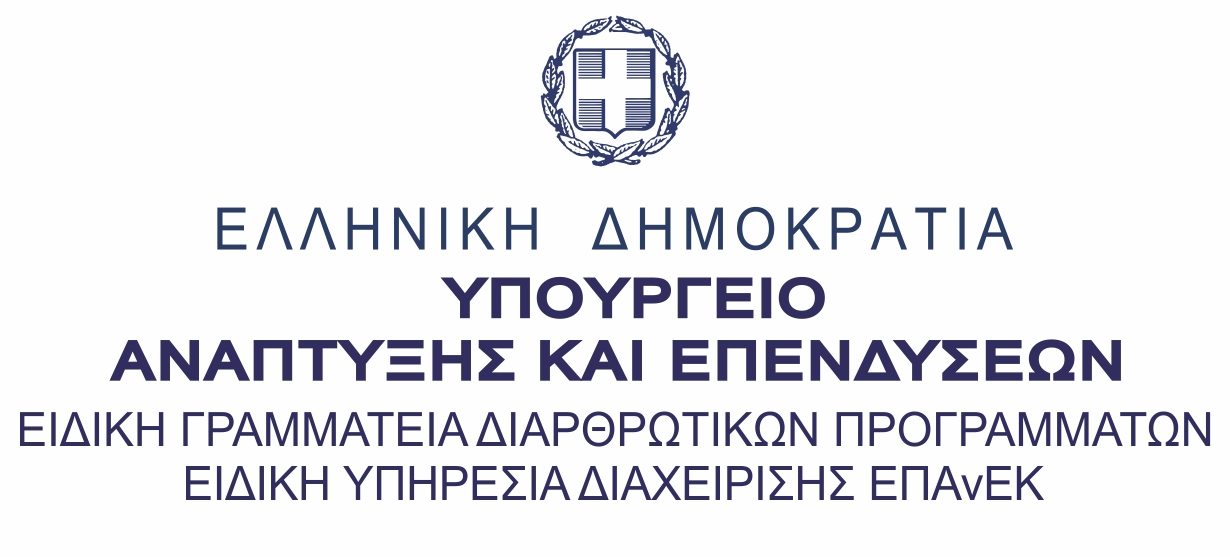 ΕΛΛΗΝΙΚΗ ΔΗΜΟΚΡΑΤΙΑ
ΥΠΟΥΡΓΕΙΟ
ΑΝΑΠΤΥΞΗΣ ΚΑΙ ΕΠΕΝΔΥΣΕΩΝ
ΕΙΔΙΚΗ ΓΡΑΜΜΑΤΕΙΑ ΔΙΑΡΘΡΩΤΙΚΩΝ ΠΡΟΓΡΑΜΜΑΤΩΝ
ΕΙΔΙΚΗ ΥΠΗΡΕΣΙΑ ΔΙΑΧΕΙΡΙΣΗΣ ΕΠΑνΕΚ